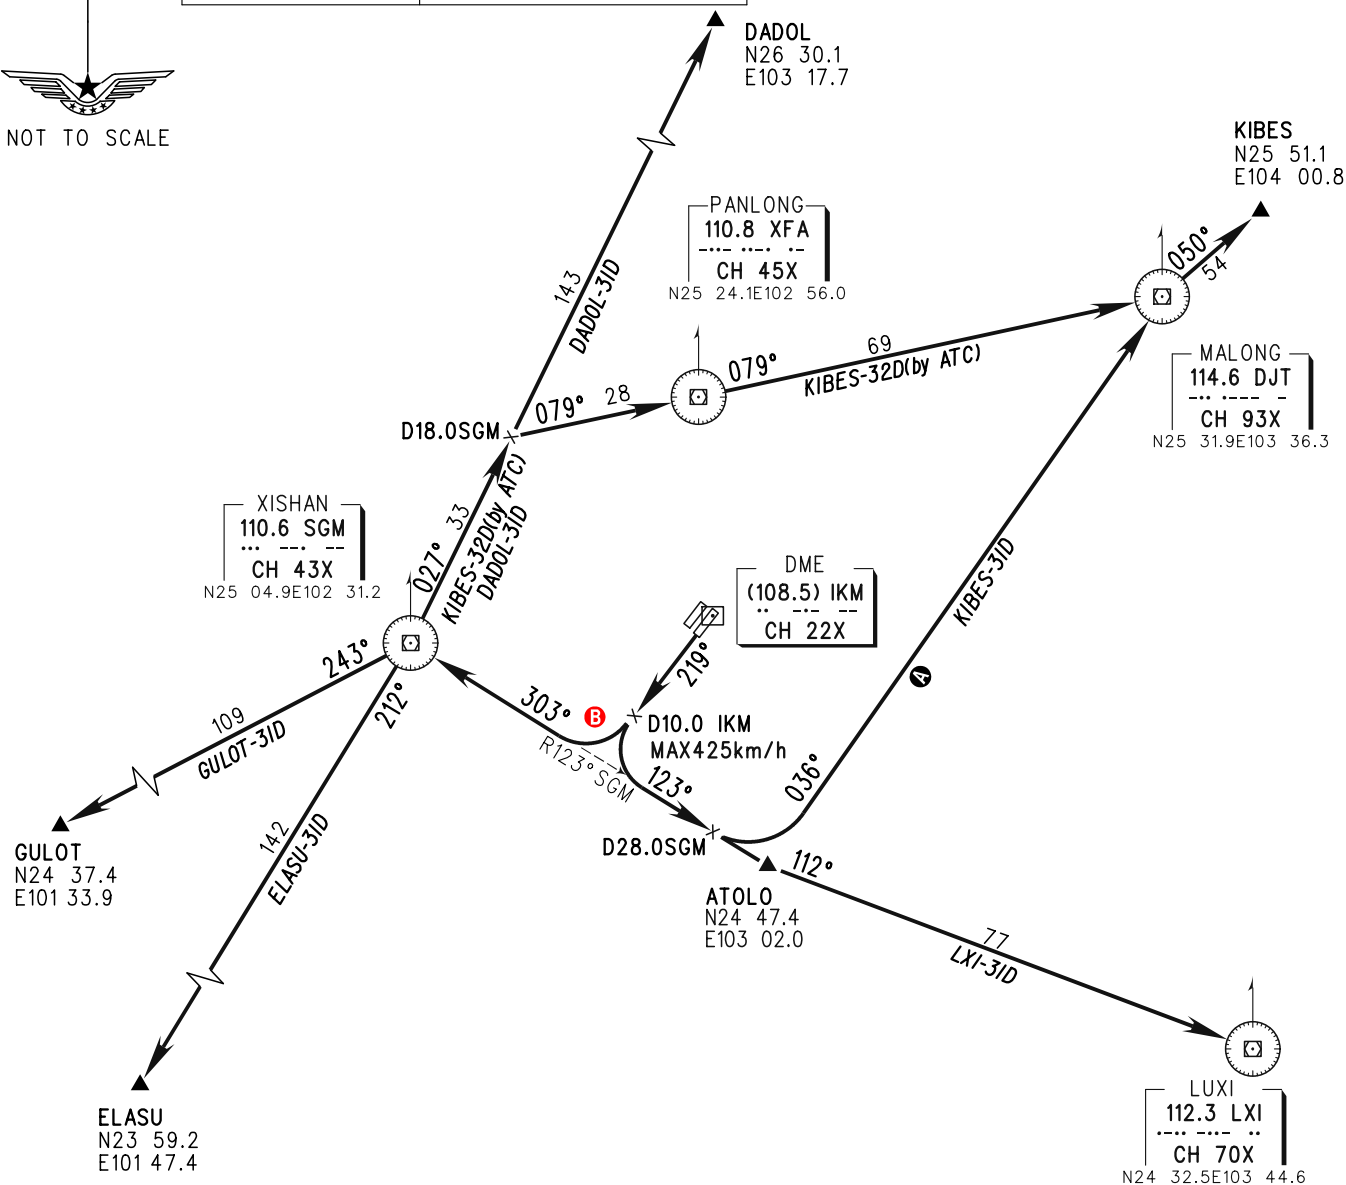 DADOL
N26 30.1
E103 17.7
NOT TO SCALE
KIBES
N25 51.1
E104 00.8
PANLONG
110.8 XFA
CH 45X
N25 24.1E102 56.0
050°
54
143
DADOL-31D
69
079°
KIBES-32D(by ATC)
MALONG
114.6 DJT
CH 93X
N25 31.9E103 36.3
28
079°
D18.0SGM
XISHAN
110.6 SGM
CH 43X
N25 04.9E102 31.2
33
027°
KIBES-32D(by ATC)
DADOL-31D
DME
(108.5) IKM
CH 22X
KIBES-31D
243°
212°
219°
A
109
GULOT-31D
303°
B
D10.0 IKM
MAX425km/h
R123° SGM
123°
036°
142
ELASU-31D
D28.0SGM
GULOT
N24 37.4
E101 33.9
112°
ATOLO
N24 47.4
E103 02.0
77
LXI-31D
ELASU
N23 59.2
E101 47.4
LUXI
112.3 LXI
CH 70X
N24 32.5E103 44.6